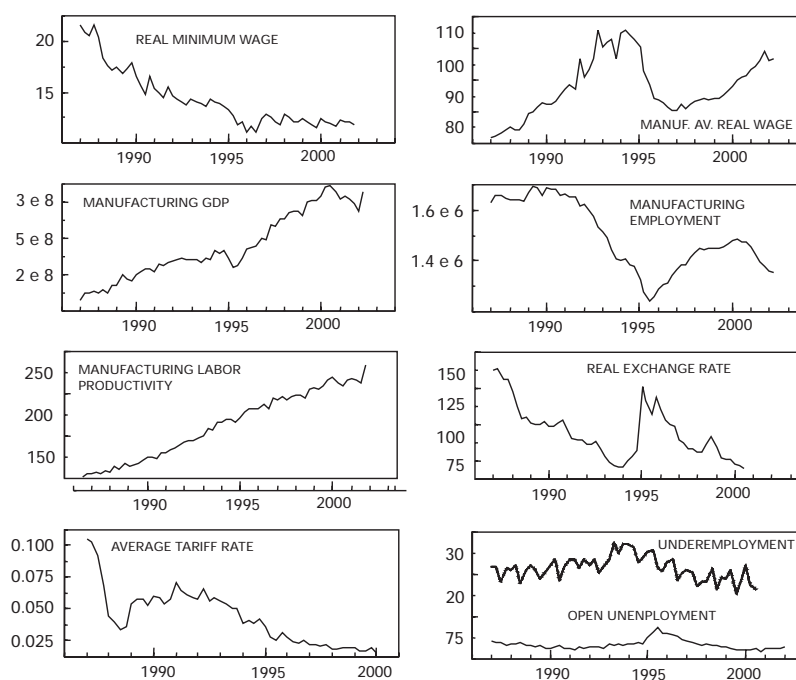 REAL MINIMUM WAGE
20
15
1990
1995
2000
110
100
90
80
MANUF. AV. REAL WAGE
1990
1995
2000
MANUFACTURING GDP
3 e 8
5 e 8
2 e 8
1990
1995
2000
MANUFACTURING
EMPLOYMENT
1.6 e 6
1.4 e 6
1990
1995
2000
MANUFACTURING LABOR
PRODUCTIVITY
250
200
150
1990
1995
2000
REAL EXCHANGE RATE
150
125
100
75
1990
1995
2000
AVERAGE TARIFF RATE
0.100
0.075
0.050
0.025
1990
1995
2000
UNDEREMPLOYMENT
30
20
OPEN UNENPLOYMENT
75
1990
1995
2000